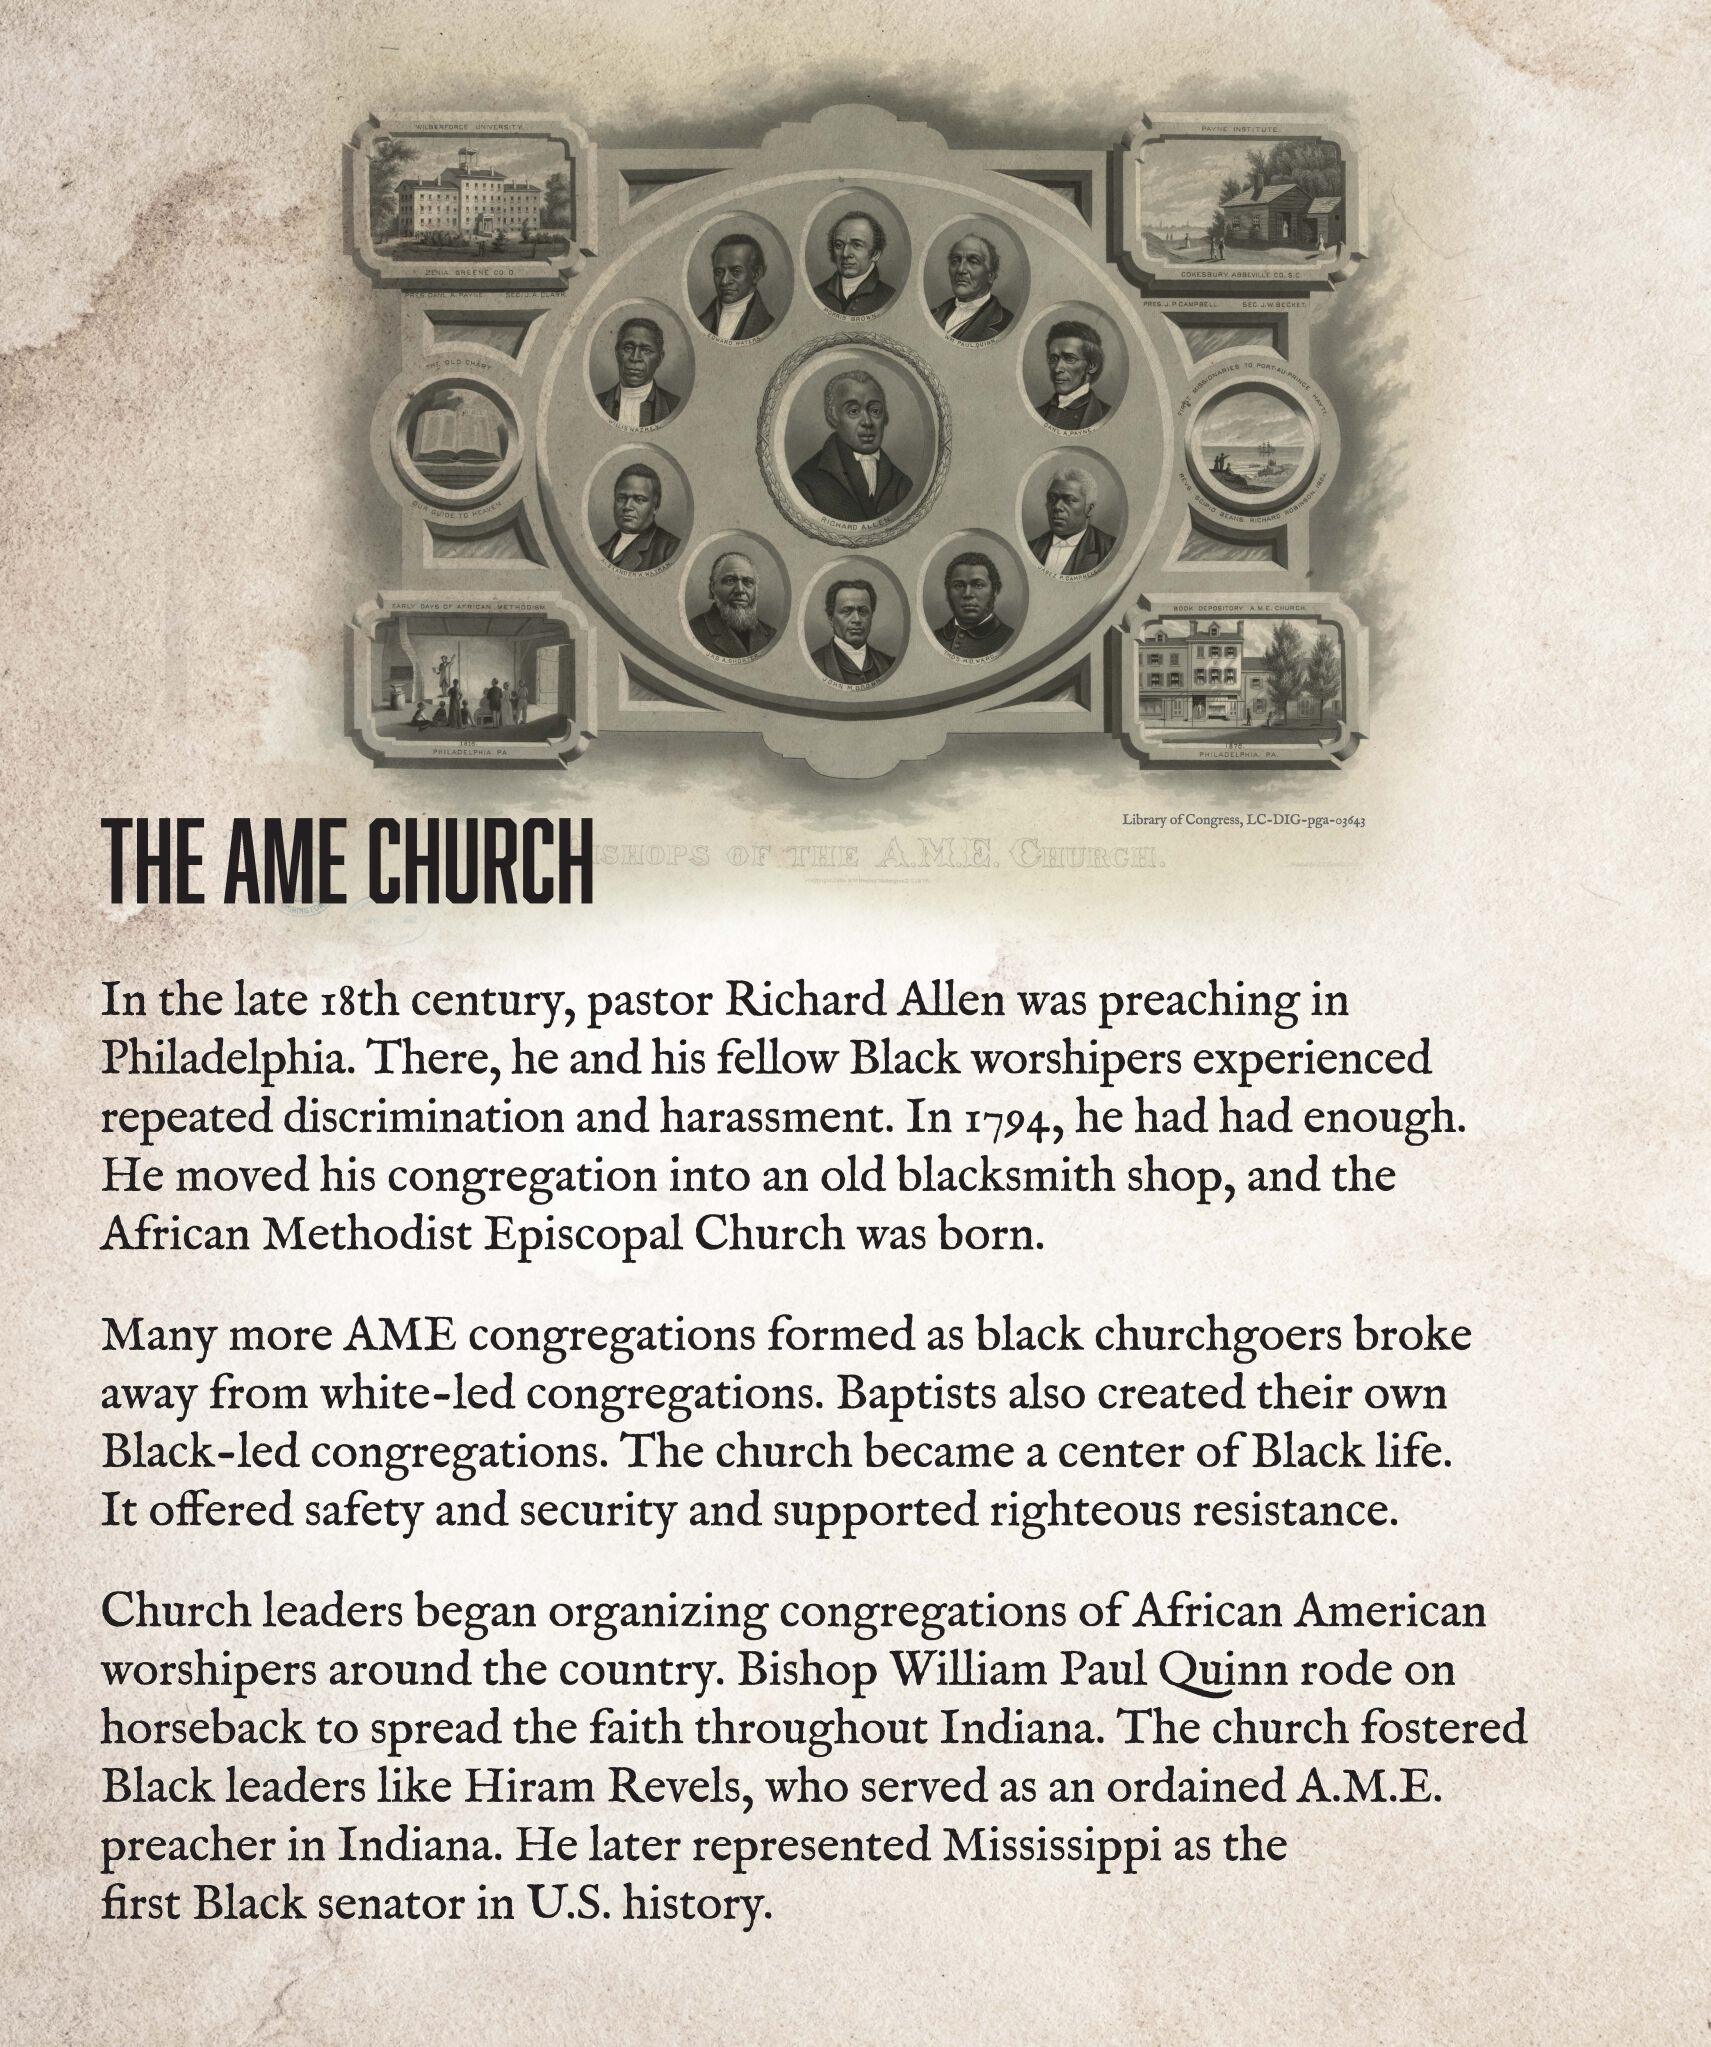 WILBERFORCE UNIVERSITY.
XENIA GREENE CO. O.
PRES. DANL A. PAYNE. SEC. J. A. CLARK.
PAYNE INSTITUTE.
COKESBURY, ABBEVILLE CO. S.C.
PRES. J. P. CAMPBELL SEC. J. W. BECKET.
MORRIS BROWN.
EDWARD WATERS.
WM PAUL QUINN.
WILLIS NAZREY.
DANL A. PAYNE.
RICHARD ALLEN.
ALEXANDER W. WAYMAN.
JABEZ P. CAMPBELL.
JAS A. SHORTER.
THOS M. D. WARD.
JOHN M. BROWN.
THE OLD CHART
OUR GUIDE TO HEAVEN.
FIRST MISSIONARIES TO PORT-AU-PRINCE HAYTI.
REVS. SCIPIO BEANS. RICHARD ROBINSON.
EARLY DAYS OF AFRICAN METHODISM
PHILADELPHIA PA
BOOK DEPOSITORY A.M.E. CHURCH.
1876.
PHILADELPHIA. PA.
Library of Congress, LC-DIG-pga-03643
BISHOPS OF THE A.M.E. CHURCH.
THE AME CHURCH
In the late 18th century, pastor Richard Allen was preaching in
Philadelphia. There, he and his fellow Black worshipers experienced
repeated discrimination and harassment. In 1794, he had had enough.
He moved his congregation into an old blacksmith shop, and the
African Methodist Episcopal Church was born.
Many more AME congregations formed as black churchgoers broke
away from white-led congregations. Baptists also created their own
Black-led congregations. The church became a center of Black life.
It offered safety and security and supported righteous resistance.
Church leaders began organizing congregations of African American
worshipers around the country. Bishop William Paul Quinn rode on
horseback to spread the faith throughout Indiana. The church fostered
Black leaders like Hiram Revels, who served as an ordained A.M.E.
preacher in Indiana. He later represented Mississippi as the
first Black senator in U.S. history.